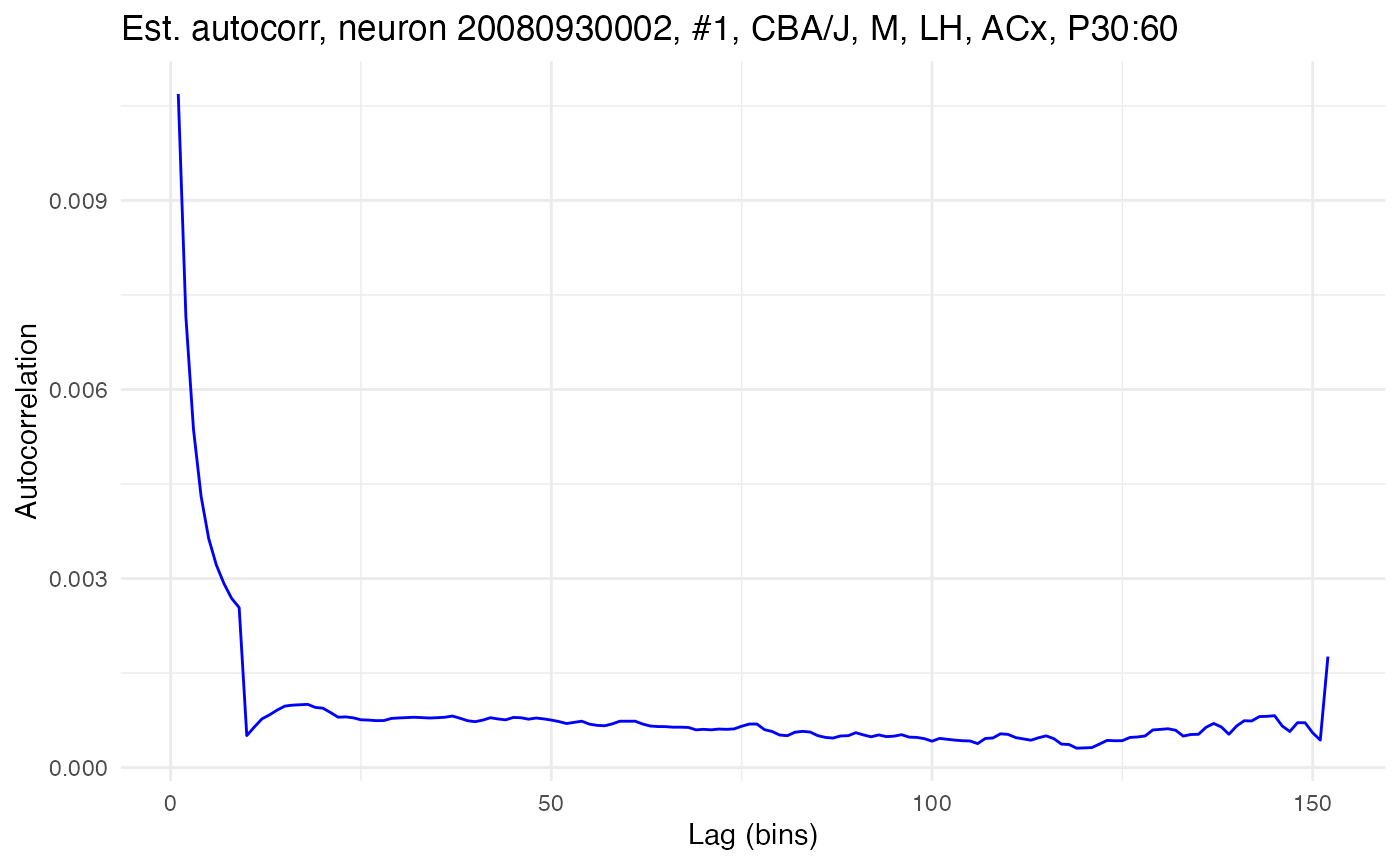 Est. autocorr, neuron 20080930002, #1, CBA/J, M, LH, ACx, P30:60
Autocorrelation
0.009
0.006
0.003
0.000
0 50 100 150
Lag (bins)